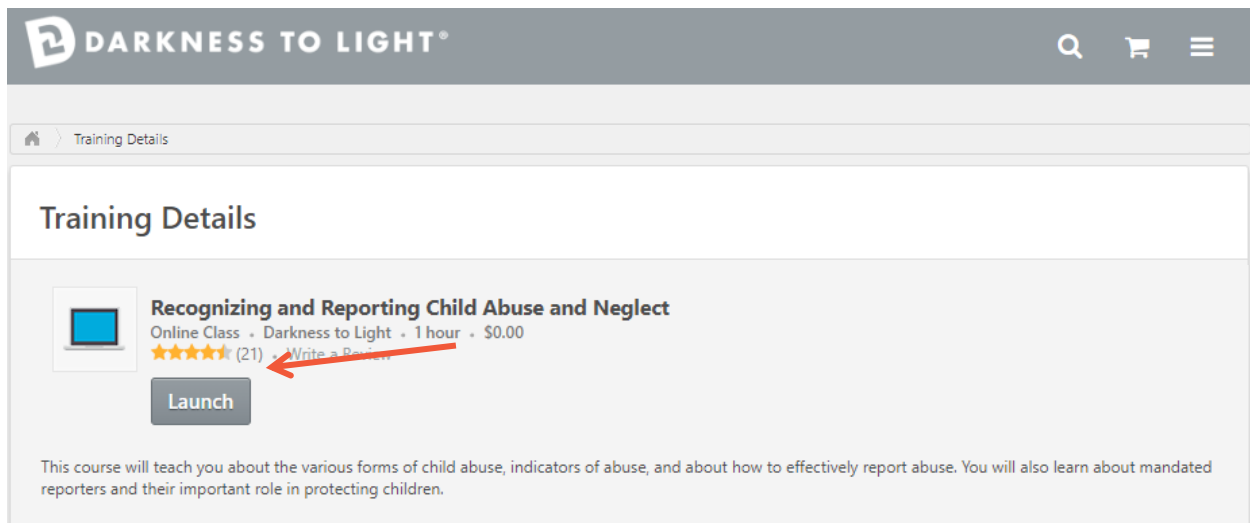 DARKNESS TO LIGHT®
Training Details
Training Details
Recognizing and Reporting Child Abuse and Neglect
Online Class • Darkness to Light • 1 hour • $0.00
(21) • Write a Review
Launch
This course will teach you about the various forms of child abuse, indicators of abuse, and about how to effectively report abuse. You will also learn about mandated
reporters and their important role in protecting children.